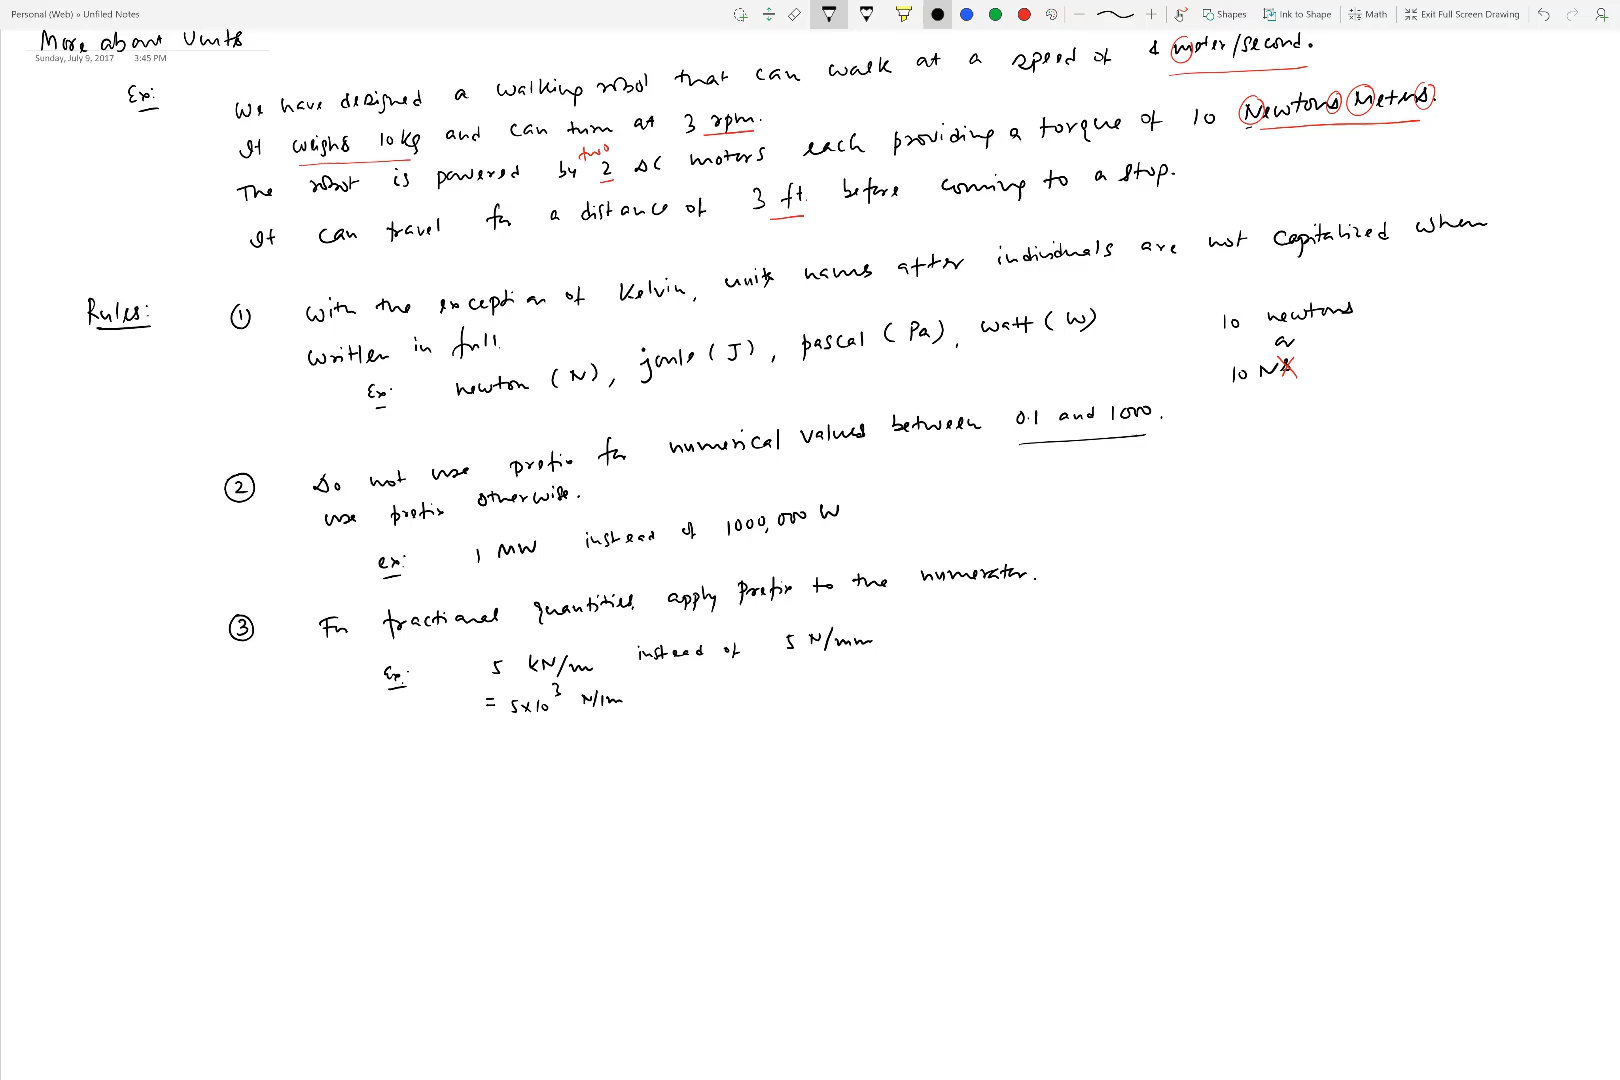 Personal (Web) » Unfiled Notes
Shapes Ink to Shape Math Exit Full Screen Drawing
More about Units
Sunday, July 9, 2017 3:45 PM
Ex: We have designed a walking robot that can walk at a speed of 1 meter/second.
It weighs 10 kg and can turn at 3 rpm.
two
The robot is powered by 2 DC motors each providing a torque of 10 Newtons Meters.
It can travel for a distance of 3 ft. before coming to a stop.
Rules: ① With the exception of Kelvin, units names after individuals are not capitalized when
written in full.
Ex: newton (N), joule (J), pascal (Pa), watt (W)
10 newtons
or
10 Ns
② Do not use prefix for numerical values between 0.1 and 1000.
use prefix otherwise.
ex: 1 MW instead of 1000,000 W
③ For fractional quantities, apply prefix to the numerator.
Ex: 5 kN/m instead of 5 N/mm
= 5x10³ N/1m